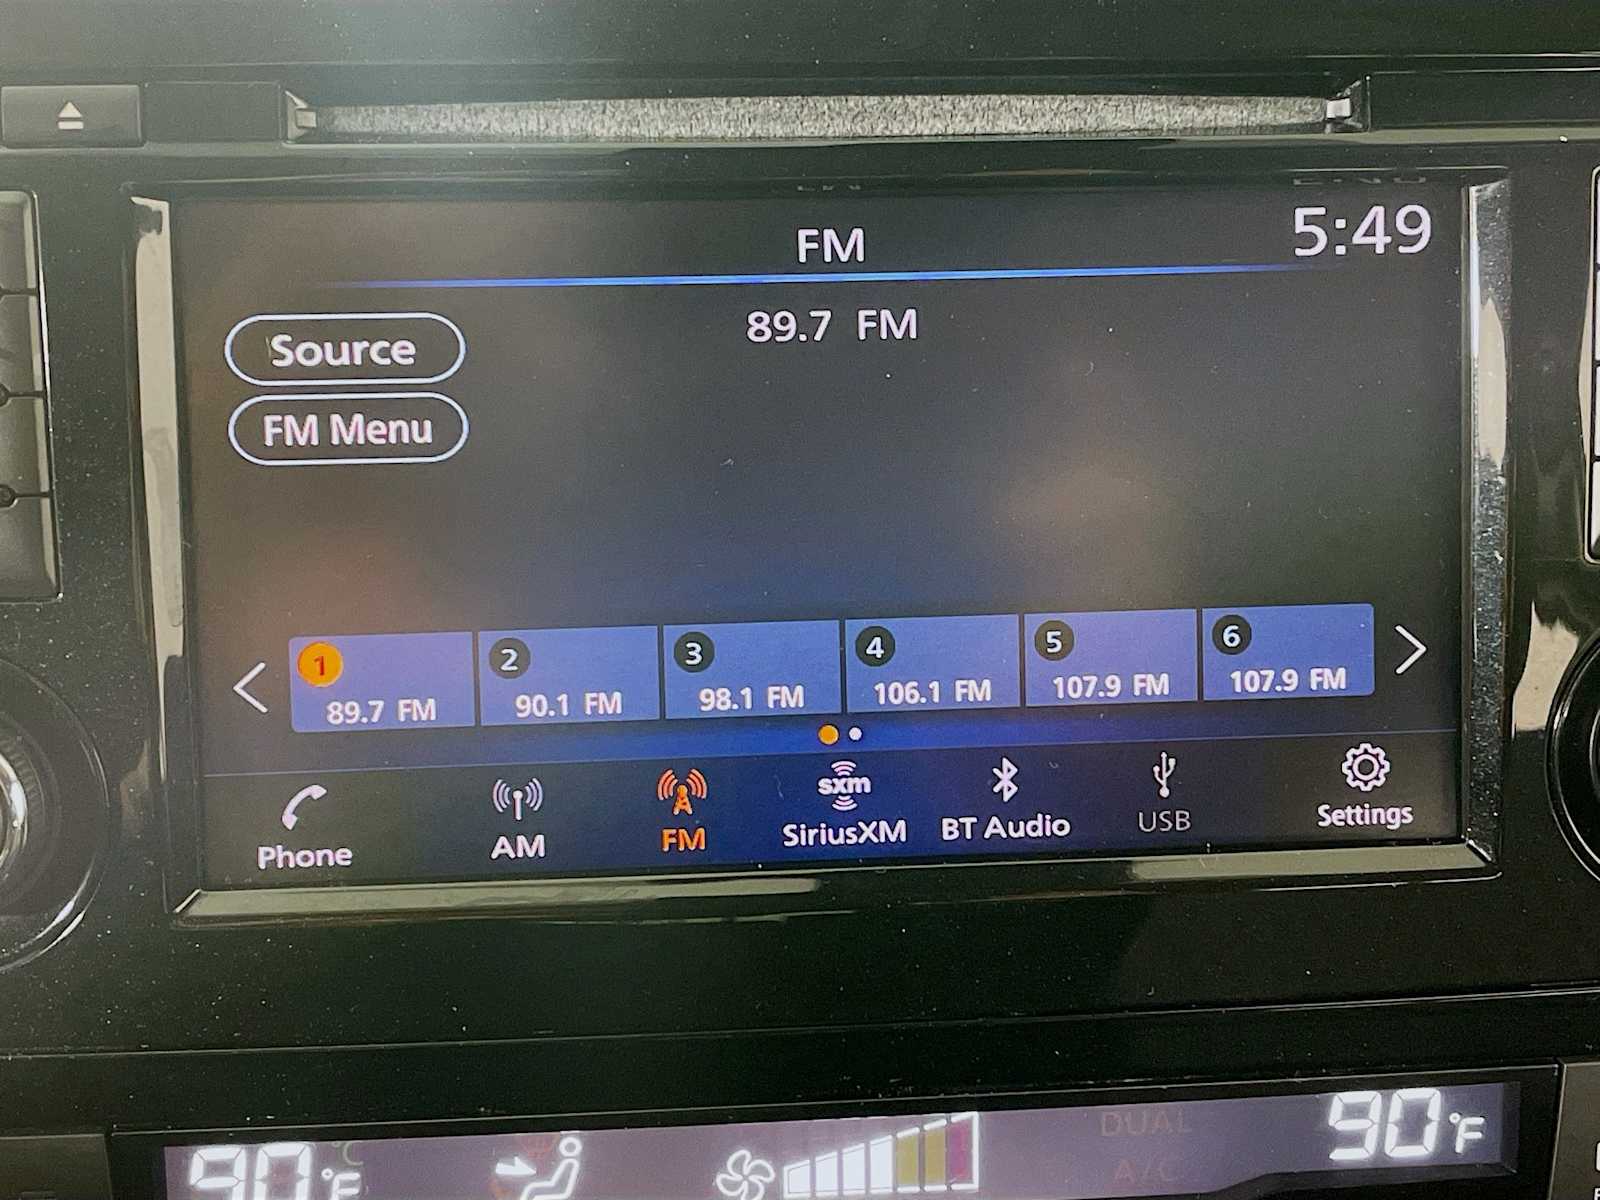 FM
5:49
89.7 FM
Source
FM Menu
1
2
3
4
5
6
89.7 FM
90.1 FM
98.1 FM
106.1 FM
107.9 FM
107.9 FM
sxm
Phone
AM
FM
SiriusXM
BT Audio
USB
Settings
90°F
DUAL
A/C
90°F